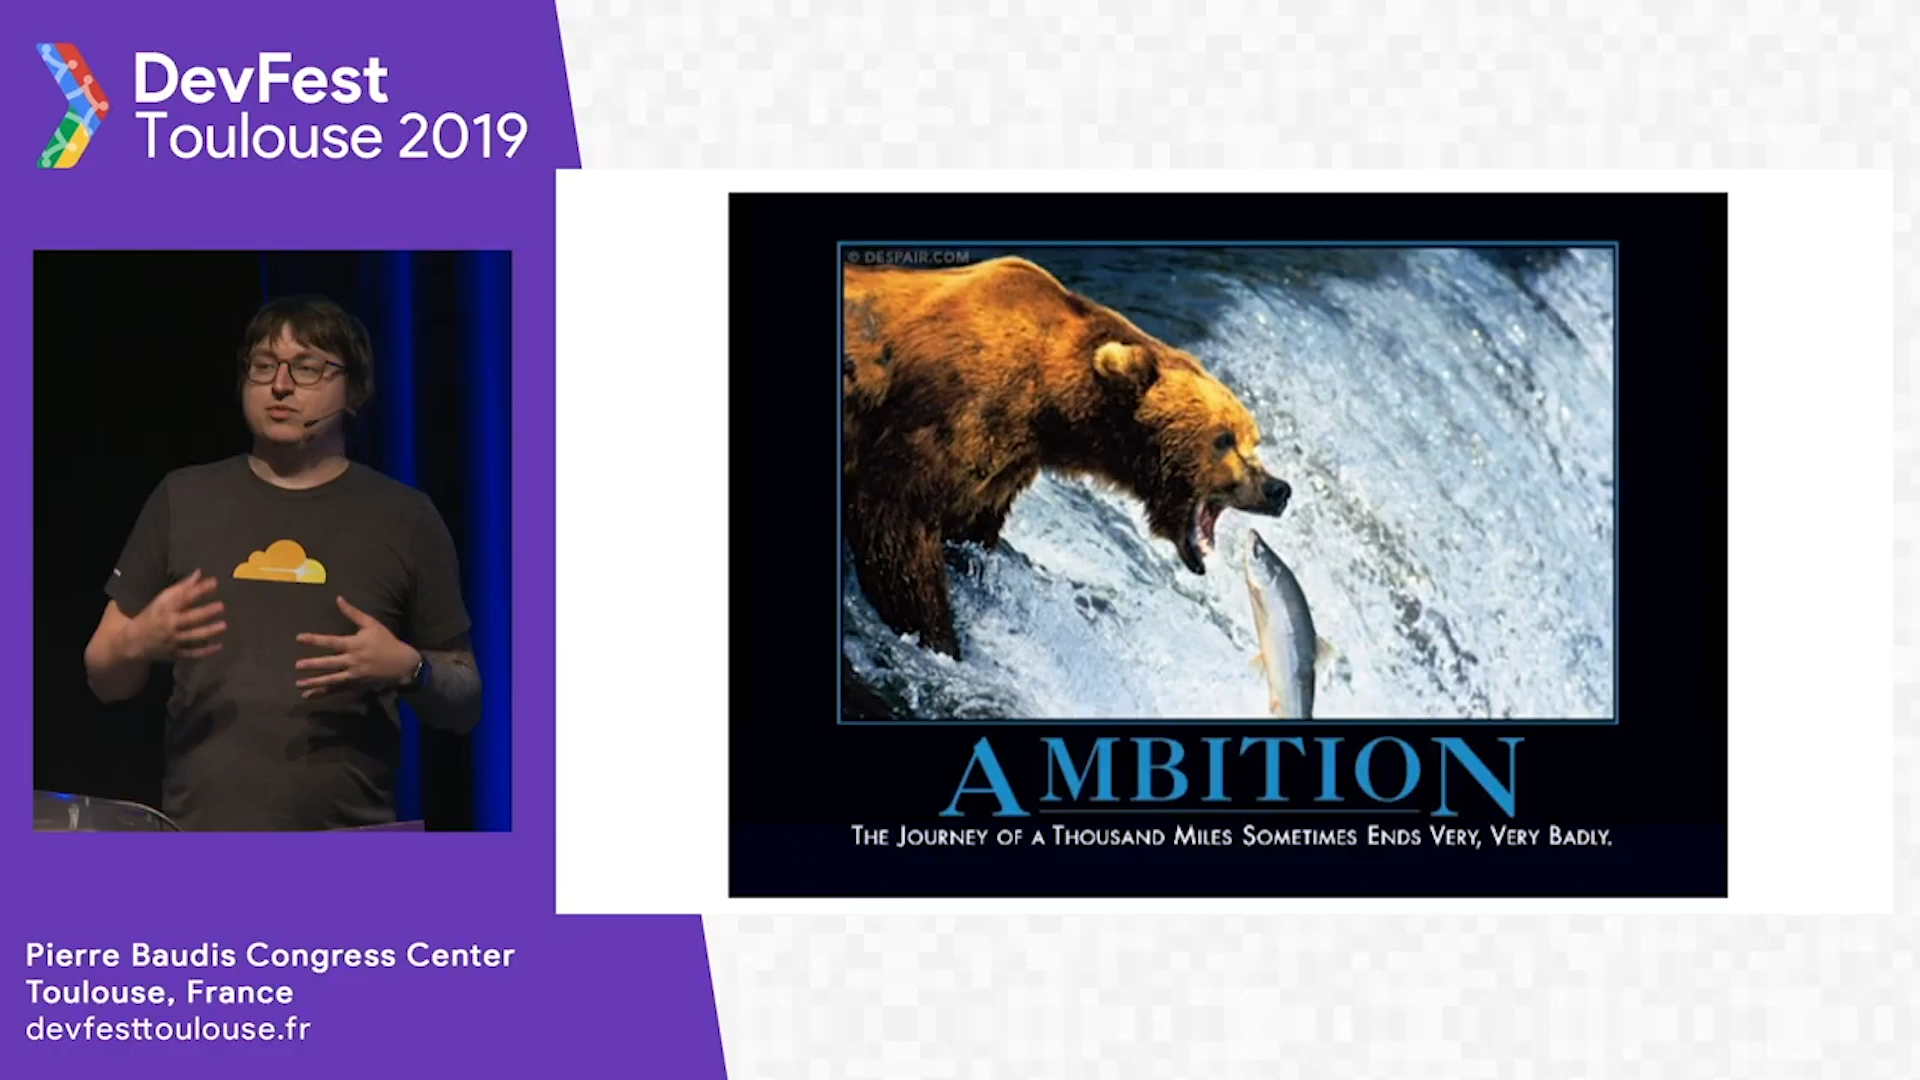 DevFest
Toulouse 2019
© DESPAIR.COM
AMBITION
THE JOURNEY OF A THOUSAND MILES SOMETIMES ENDS VERY, VERY BADLY.
Pierre Baudis Congress Center
Toulouse, France
devfesttoulouse.fr